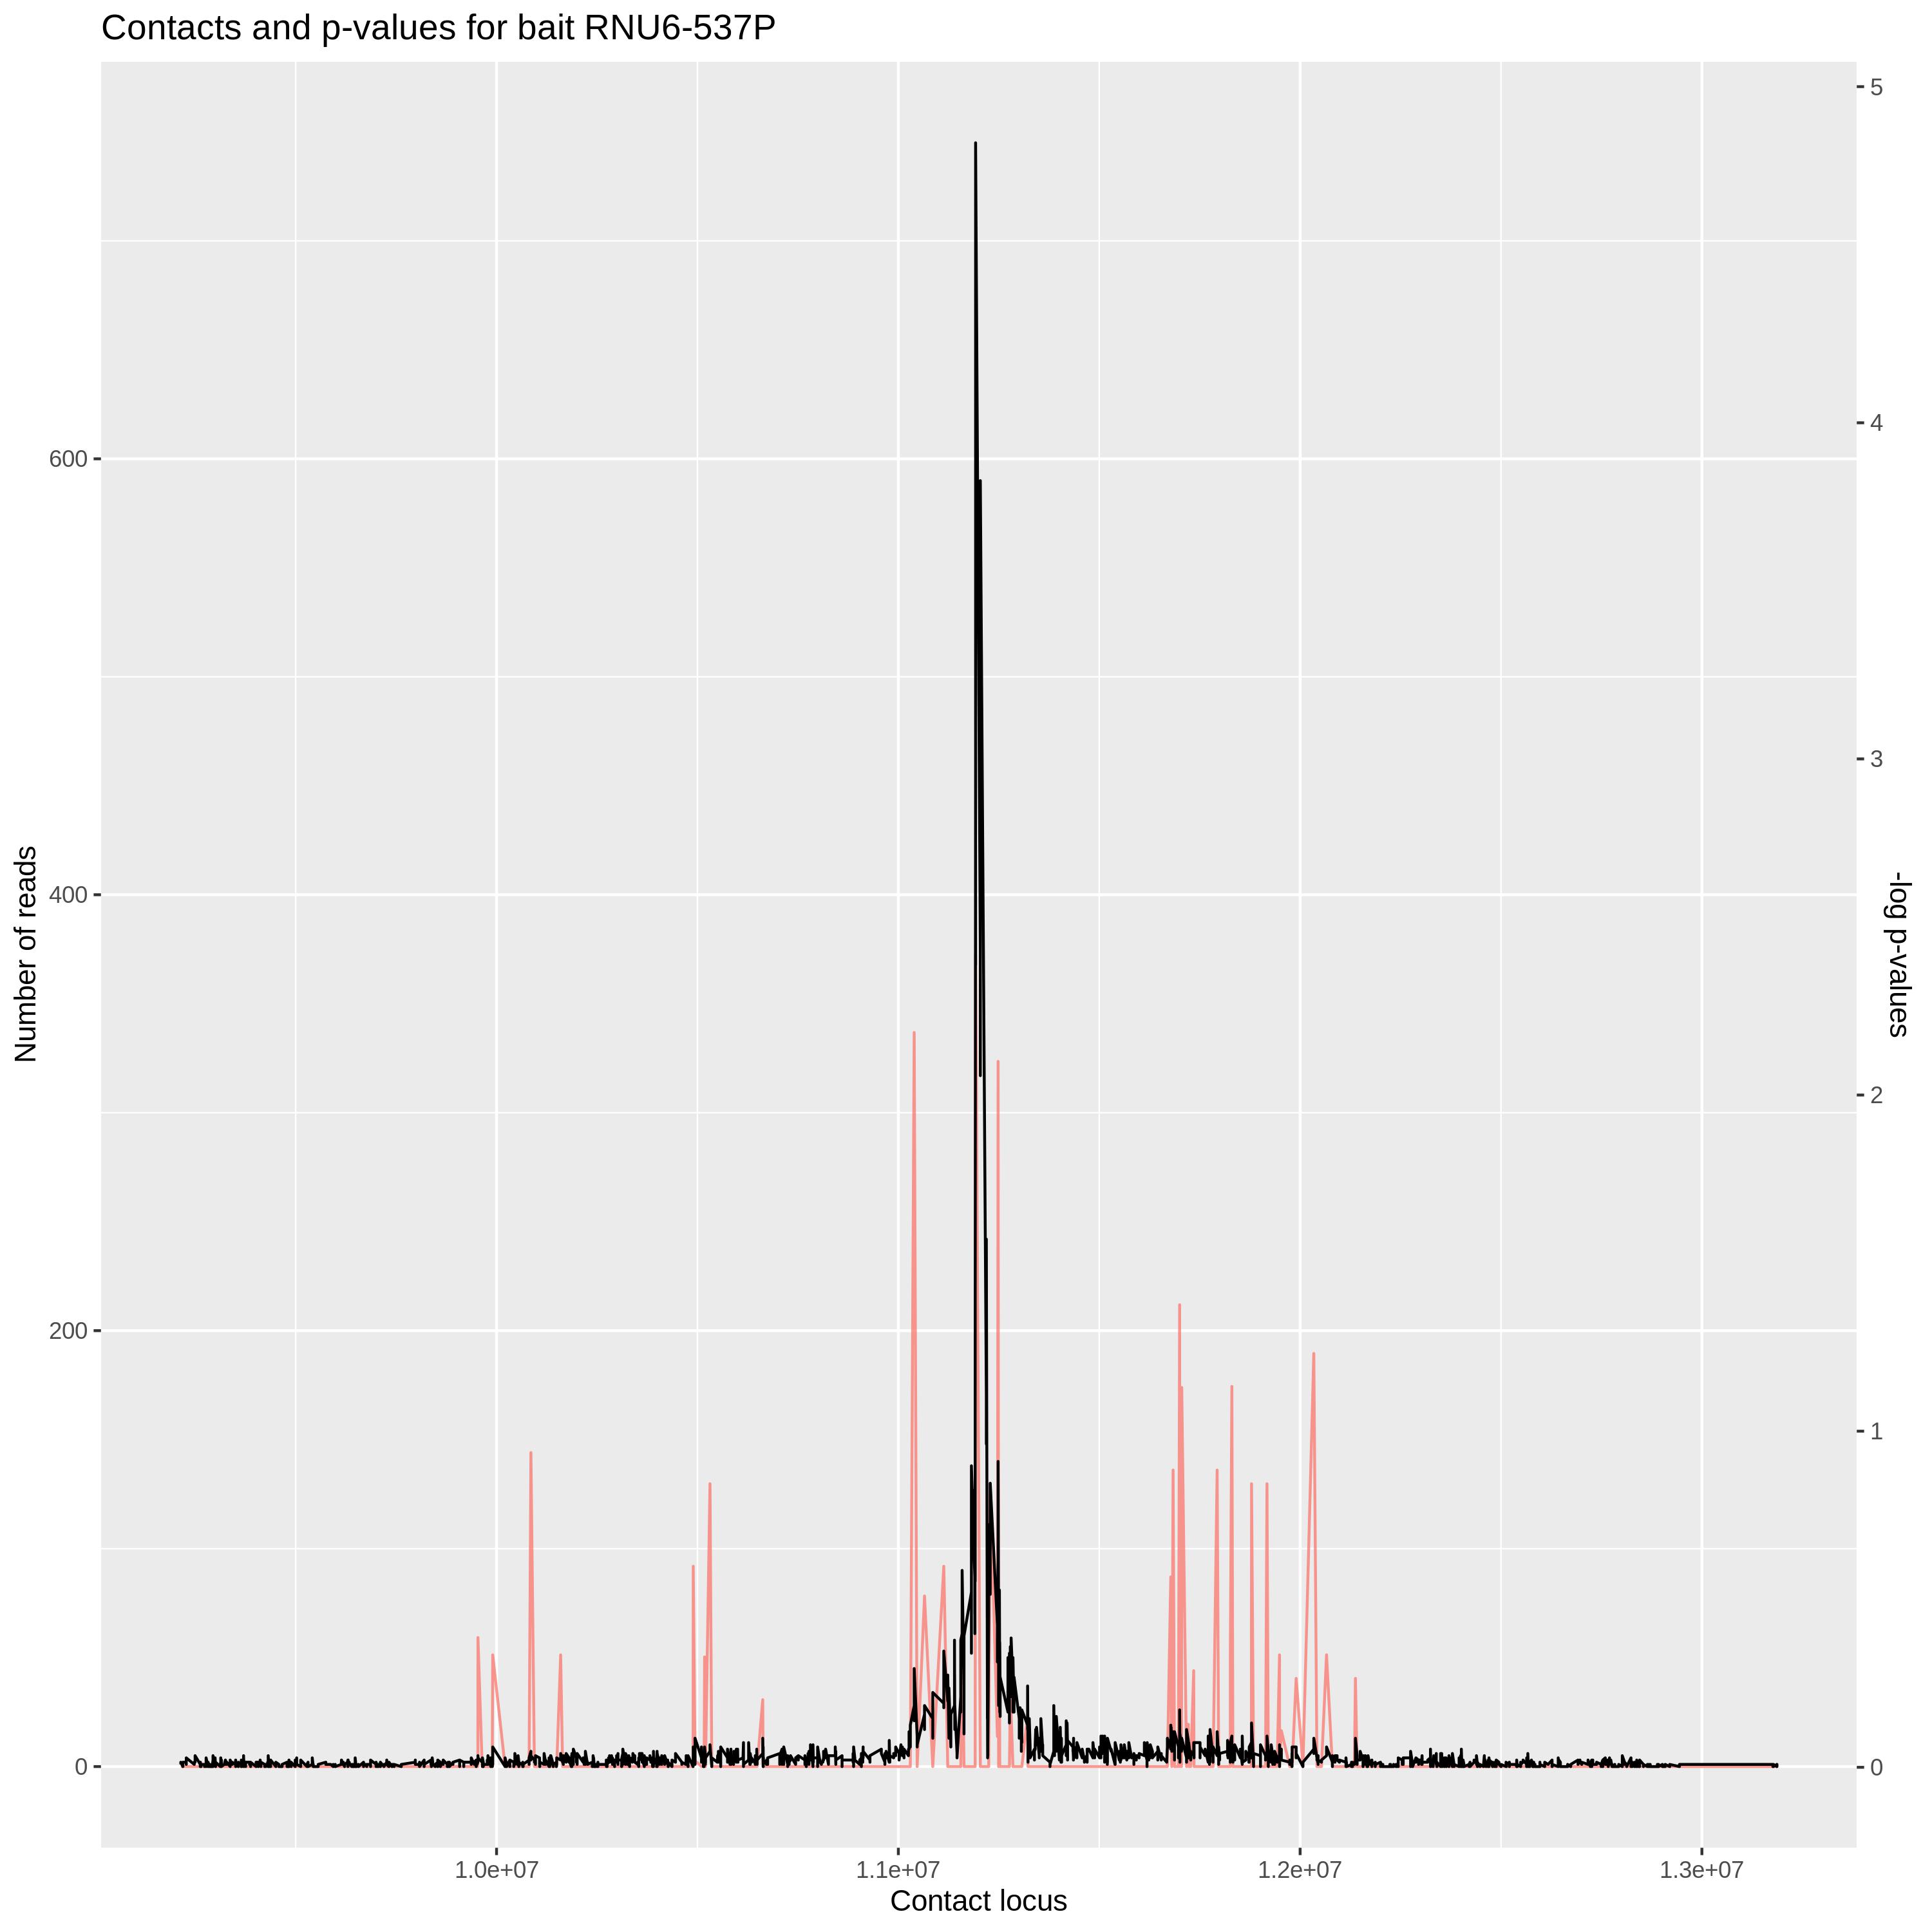 Contacts and p-values for bait RNU6-537P
5
4
3
2
1
0
600
400
200
0
Number of reads
-log p-values
1.0e+07
1.1e+07
1.2e+07
1.3e+07
Contact locus